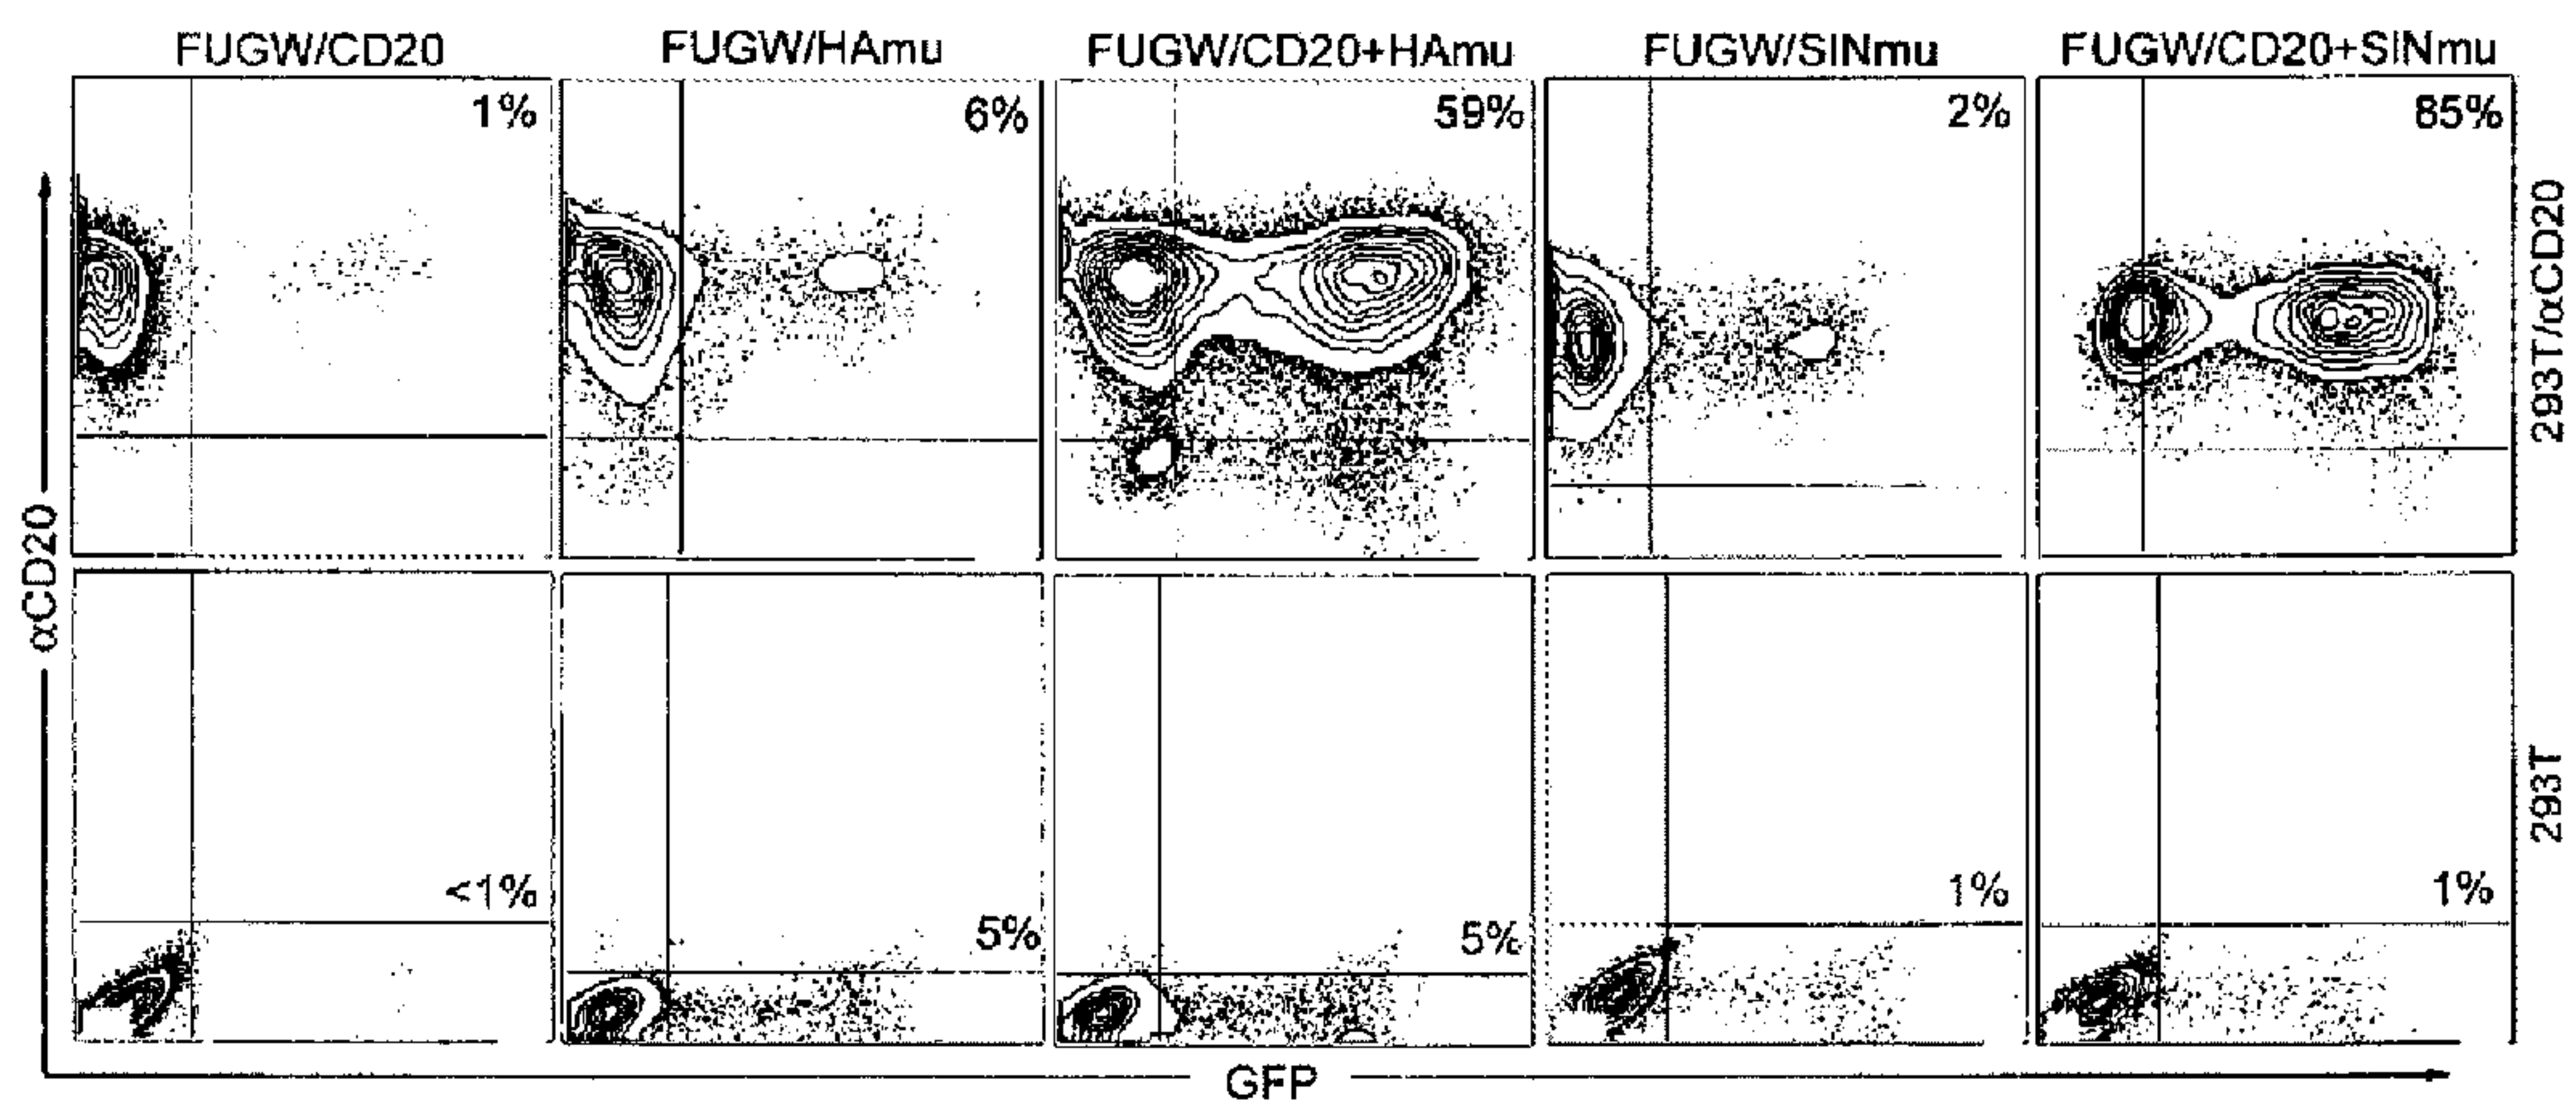 FUGW/CD20
FUGW/HAmu
FUGW/CD20+HAmu
FUGW/SINmu
FUGW/CD20+SINmu
1%
6%
59%
2%
85%
293T/αCD20
αCD20
<1%
5%
5%
1%
1%
293T
GFP